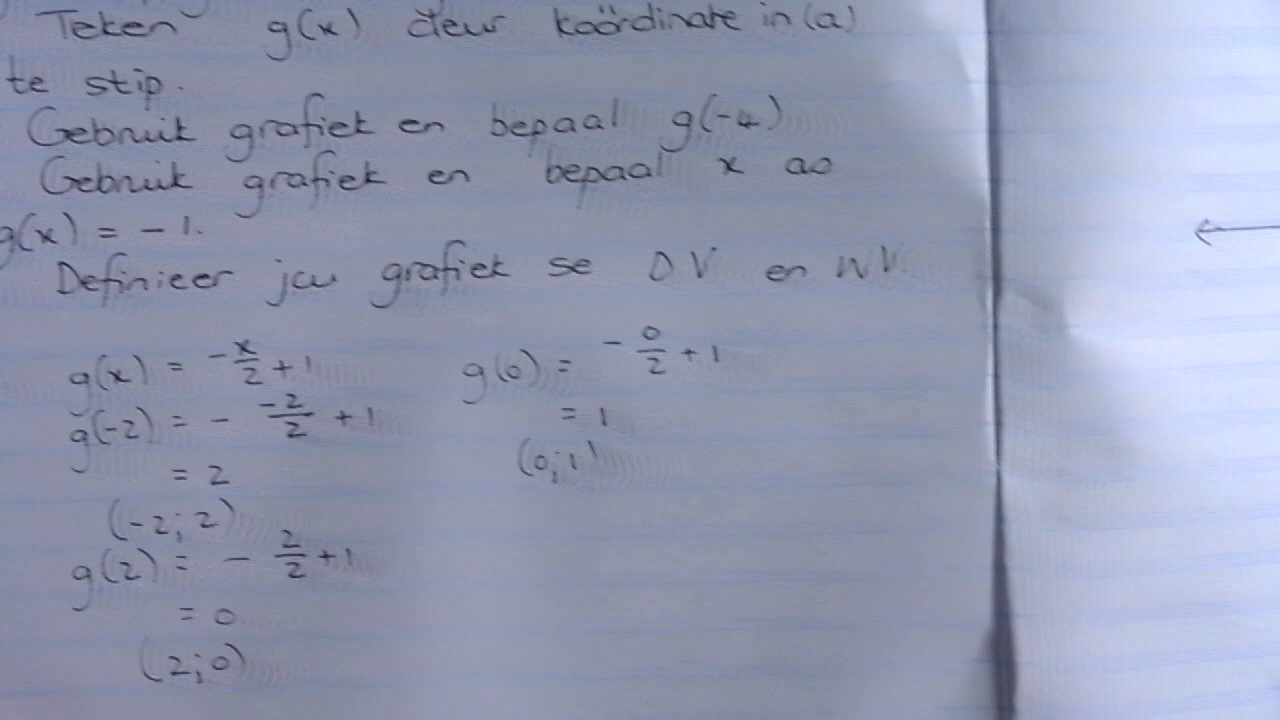 Teken g(x) deur koördinate in (a)
te stip.
Gebruik grafiek en bepaal g(-4)
Gebruik grafiek en bepaal x as
g(x) = -1.
Definieer jou grafiek se DV en WV
g(x) = -x/2 + 1
g(-2) = - -2/2 + 1
= 2
(-2; 2)
g(2) = - 2/2 + 1
= 0
(2; 0)
g(0) = - 0/2 + 1
= 1
(0; 1)